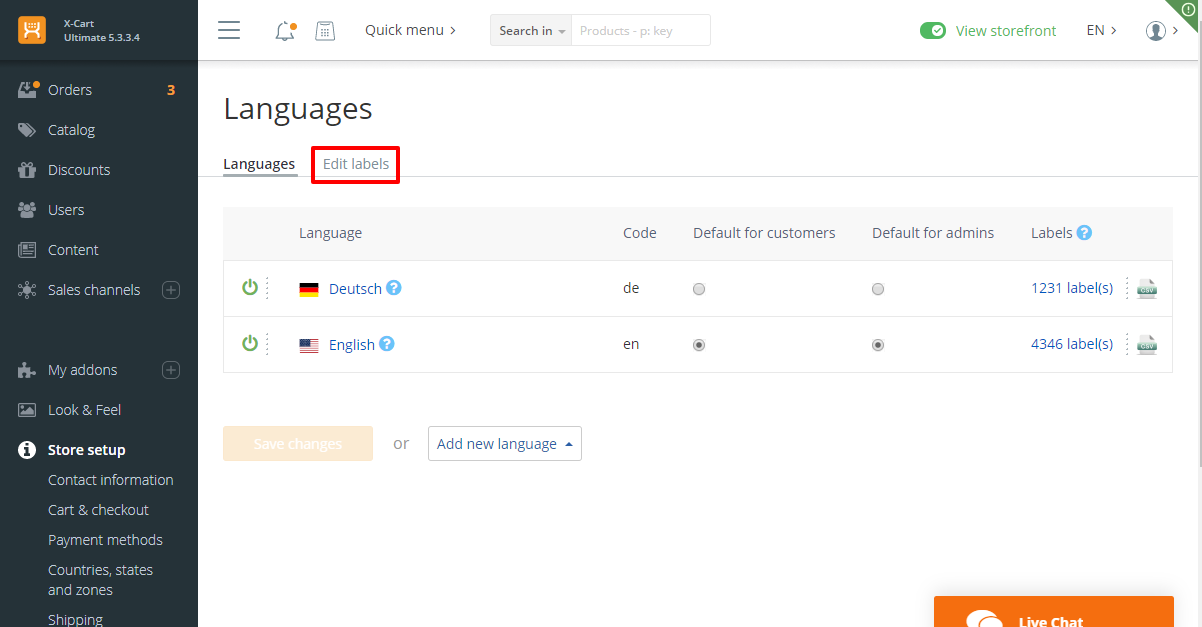 X-Cart
Ultimate 5.3.3.4
Quick menu
Search in
Products - p: key
View storefront
EN
Orders 3
Catalog
Discounts
Users
Content
Sales channels
My addons
Look & Feel
Store setup
Contact information
Cart & checkout
Payment methods
Countries, states
and zones
Shipping
Languages
Languages Edit labels
Language Code Default for customers Default for admins Labels ?
Deutsch ? de 1231 label(s) CSV
English ? en 4346 label(s) CSV
Save changes or Add new language
Live Chat